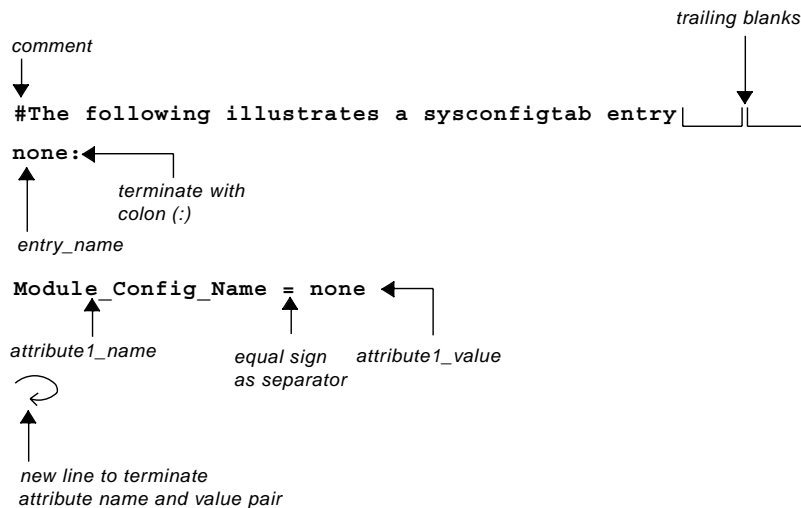 trailing blanks
comment
#The following illustrates a sysconfigtab entry
none:
terminate with
colon (:)
entry_name
Module_Config_Name = none
attribute1_name
equal sign
as separator
attribute1_value
new line to terminate
attribute name and value pair